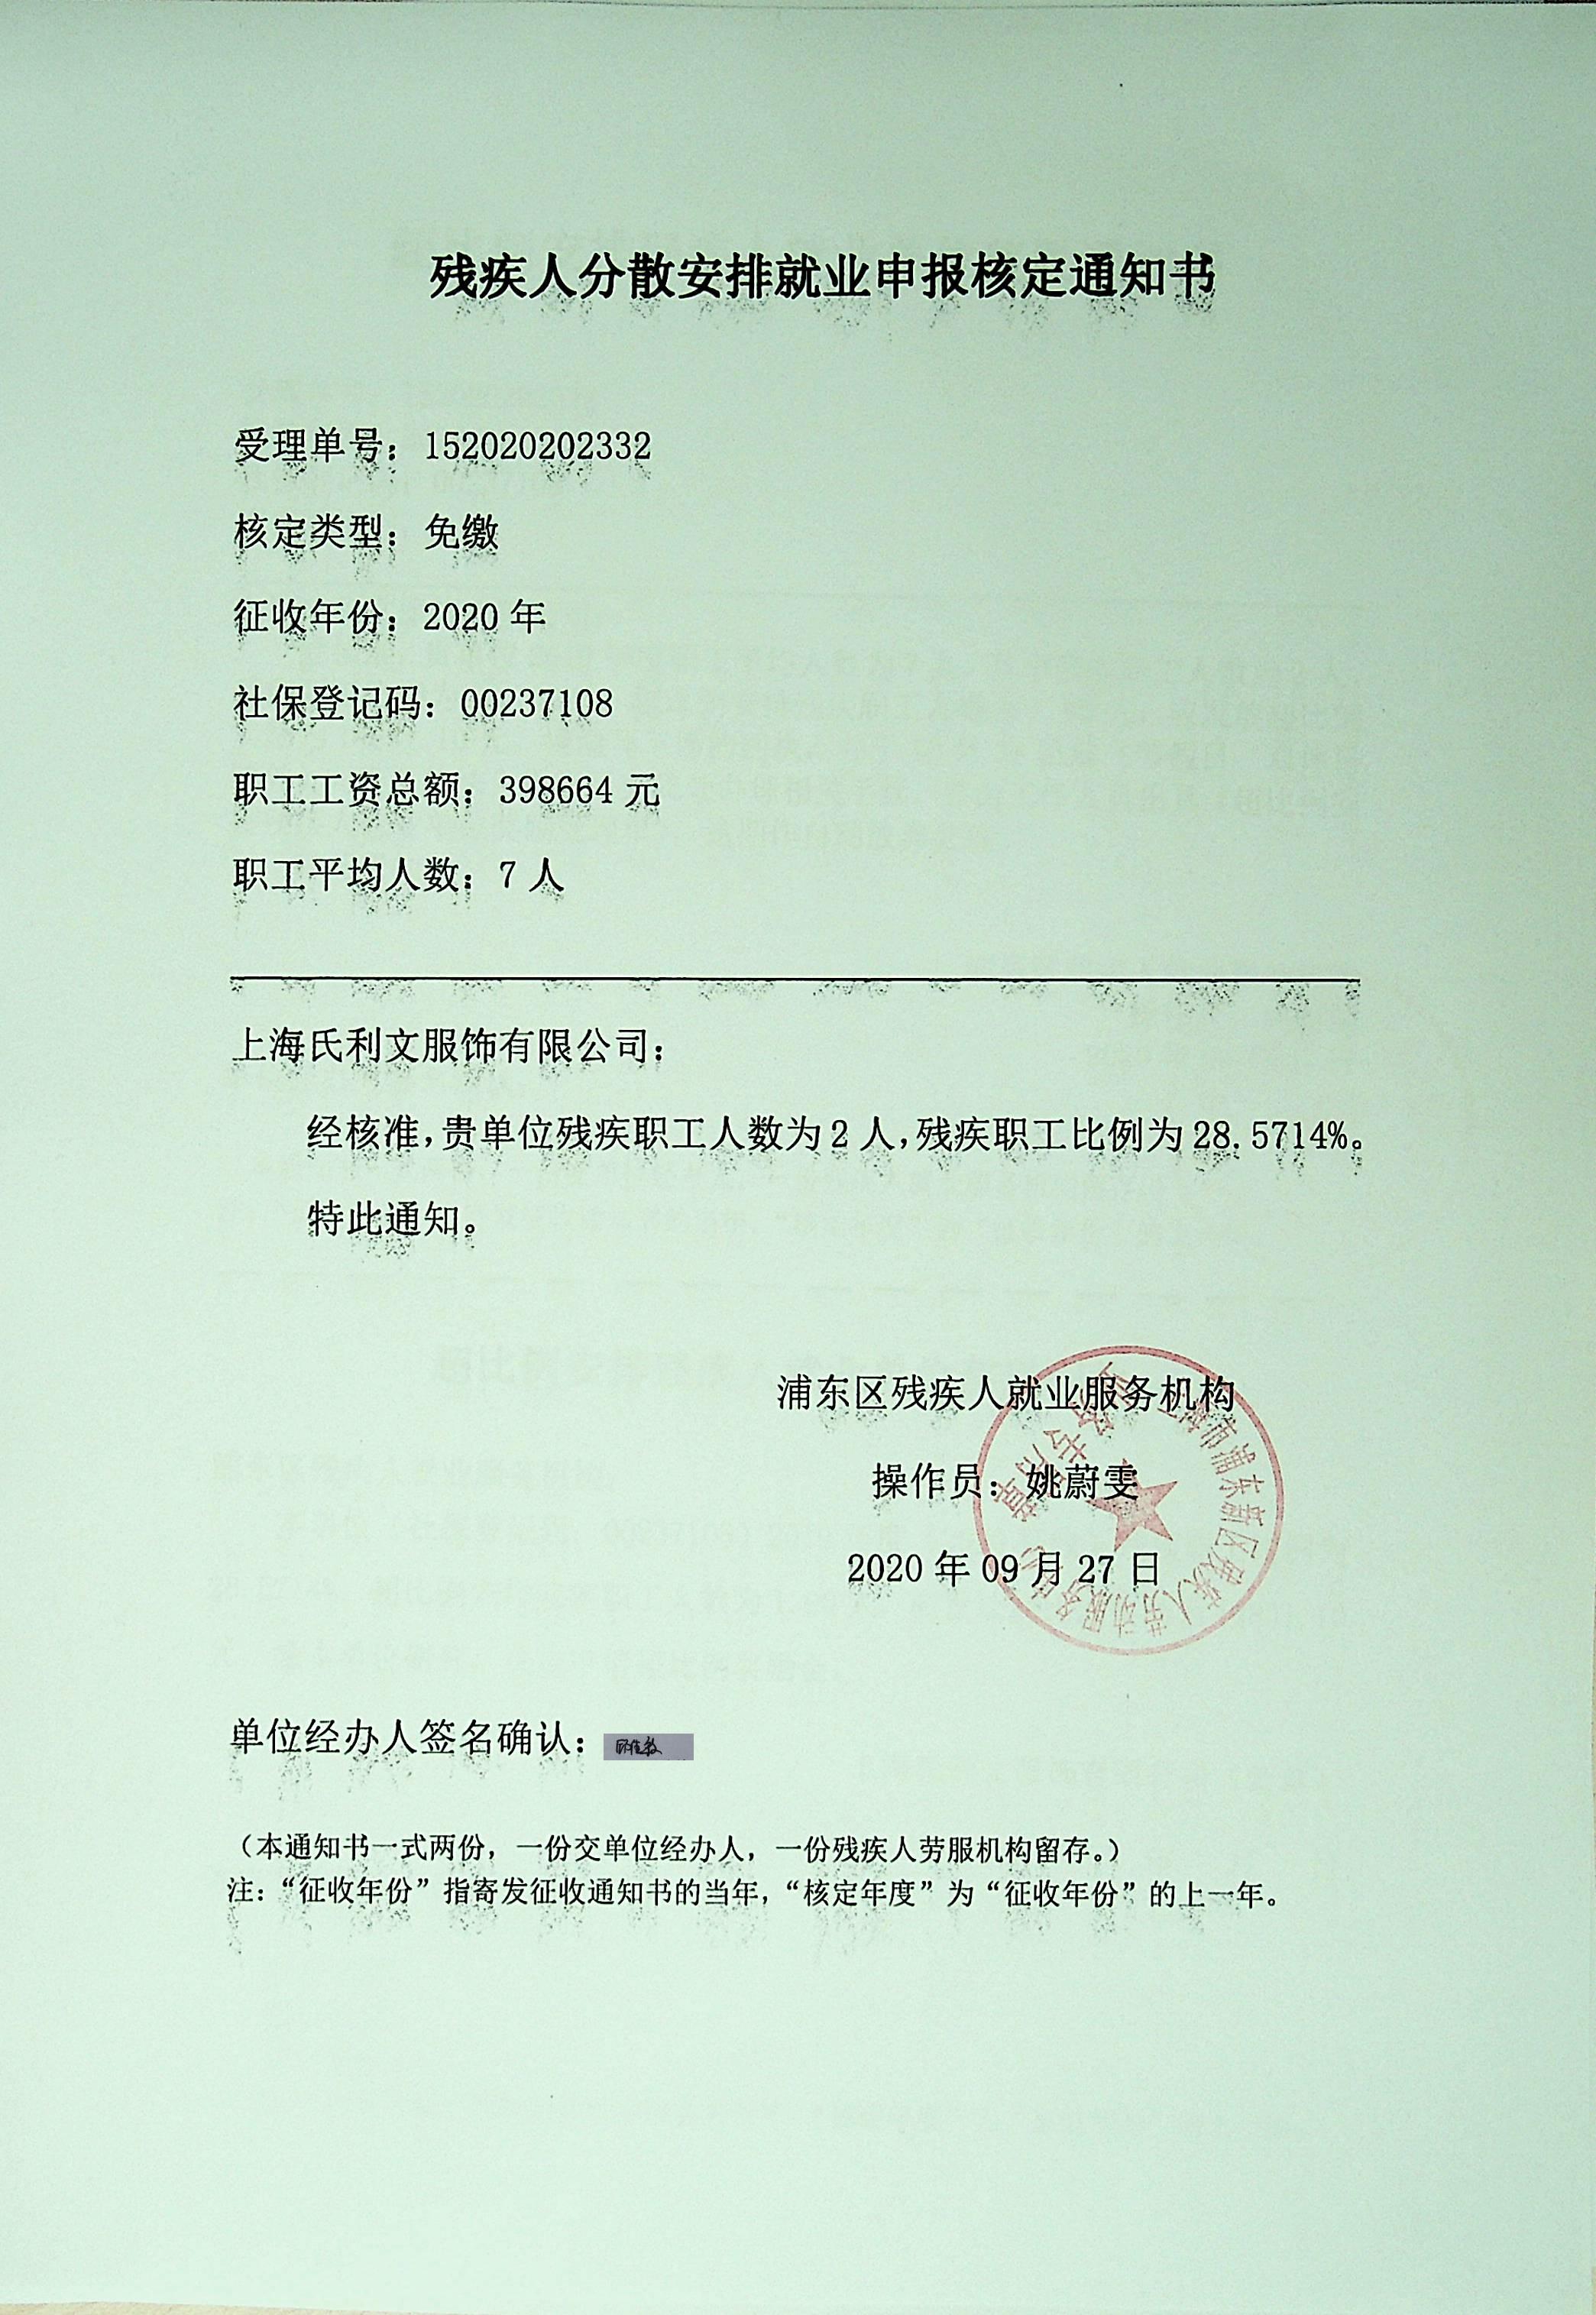 残疾人分散安排就业申报核定通知书
受理单号：152020202332
核定类型：免缴
征收年份：2020 年
社保登记码：00237108
职工工资总额：398664 元
职工平均人数：7 人
上海氏利文服饰有限公司：
经核准，贵单位残疾职工人数为 2 人，残疾职工比例为 28.5714%。
特此通知。
浦东区残疾人就业服务机构
操作员：姚蔚雯
2020 年 09 月 27 日
上海市浦东新区残疾人劳动服务所
单位经办人签名确认：
（本通知书一式两份，一份交单位经办人，一份残疾人劳服机构留存。）
注：“征收年份”指寄发征收通知书的当年，“核定年度”为“征收年份”的上一年。